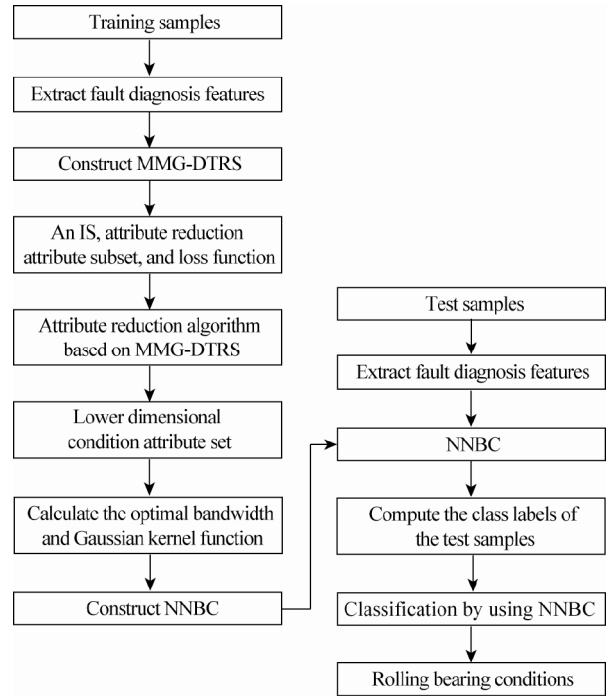 Training samples
Extract fault diagnosis features
Construct MMG-DTRS
An IS, attribute reduction
attribute subset, and loss function
Attribute reduction algorithm
based on MMG-DTRS
Lower dimensional
condition attribute set
Calculate the optimal bandwidth
and Gaussian kernel function
Construct NNBC
Test samples
Extract fault diagnosis features
NNBC
Compute the class labels of
the test samples
Classification by using NNBC
Rolling bearing conditions